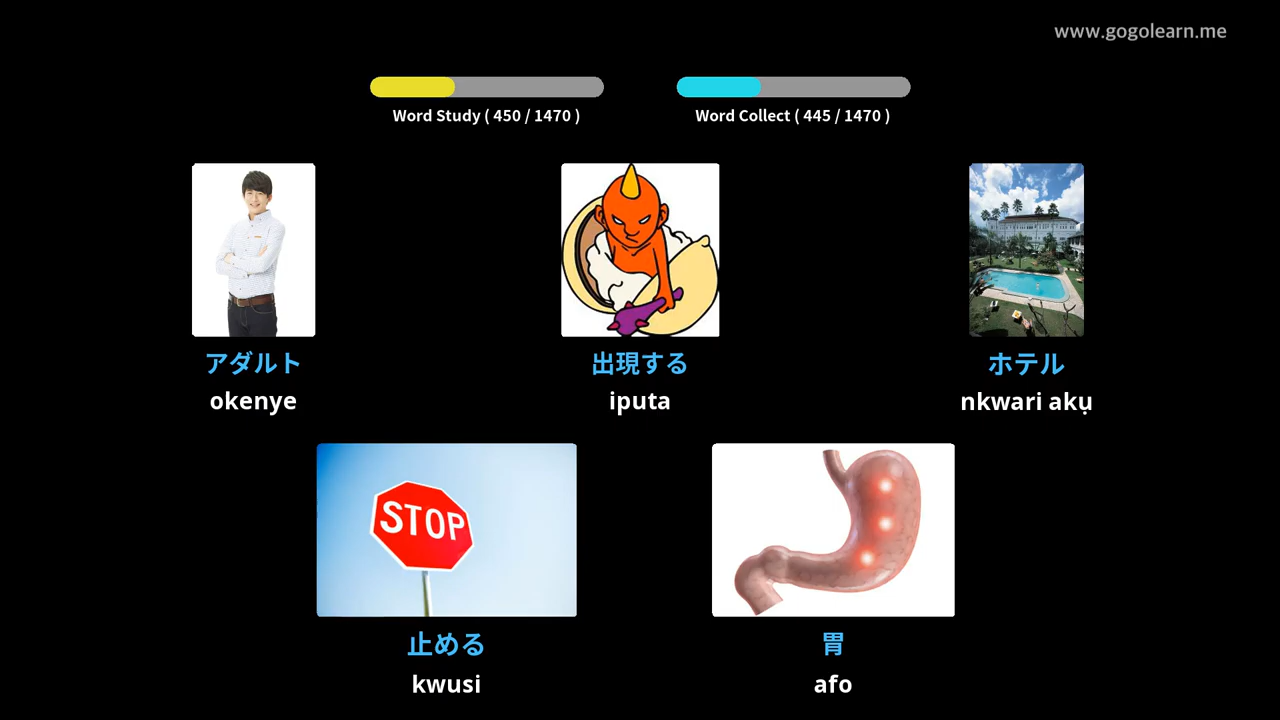 www.gogolearn.me
Word Study ( 450 / 1470 )
Word Collect ( 445 / 1470 )
アダルト
okenye
出現する
iputa
ホテル
nkwari akụ
STOP
止める
kwusi
胃
afo